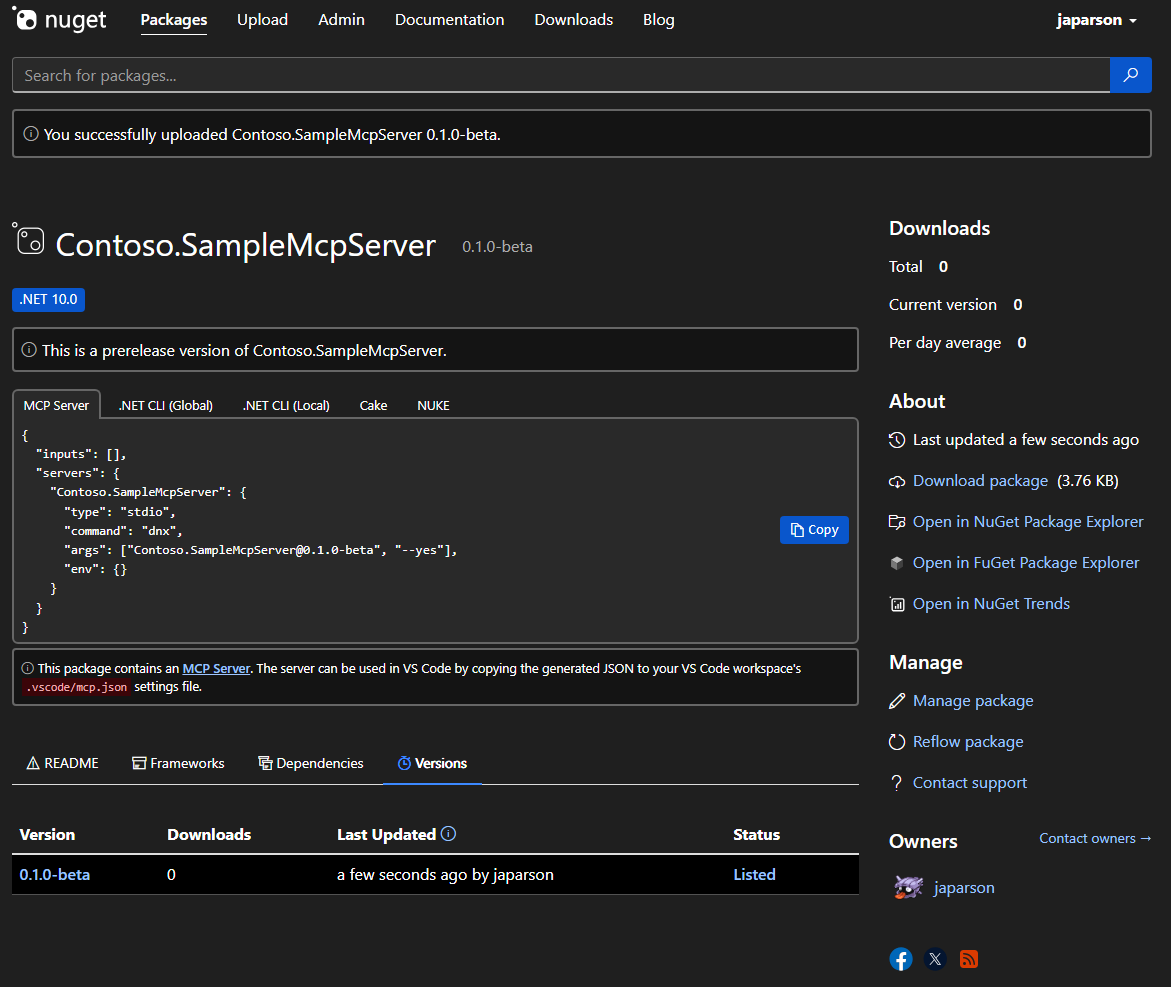 nuget Packages Upload Admin Documentation Downloads Blog japarson
Search for packages...
You successfully uploaded Contoso.SampleMcpServer 0.1.0-beta.
Contoso.SampleMcpServer 0.1.0-beta
.NET 10.0
This is a prerelease version of Contoso.SampleMcpServer.
MCP Server .NET CLI (Global) .NET CLI (Local) Cake NUKE
{
  "inputs": [],
  "servers": {
    "Contoso.SampleMcpServer": {
      "type": "stdio",
      "command": "dnx",
      "args": ["Contoso.SampleMcpServer@0.1.0-beta", "--yes"],
      "env": {}
    }
  }
}
Copy
This package contains an MCP Server. The server can be used in VS Code by copying the generated JSON to your VS Code workspace's
.vscode/mcp.json settings file.
README Frameworks Dependencies Versions
Version Downloads Last Updated Status
0.1.0-beta 0 a few seconds ago by japarson Listed
Downloads
Total 0
Current version 0
Per day average 0
About
Last updated a few seconds ago
Download package (3.76 KB)
Open in NuGet Package Explorer
Open in FuGet Package Explorer
Open in NuGet Trends
Manage
Manage package
Reflow package
Contact support
Owners Contact owners →
japarson